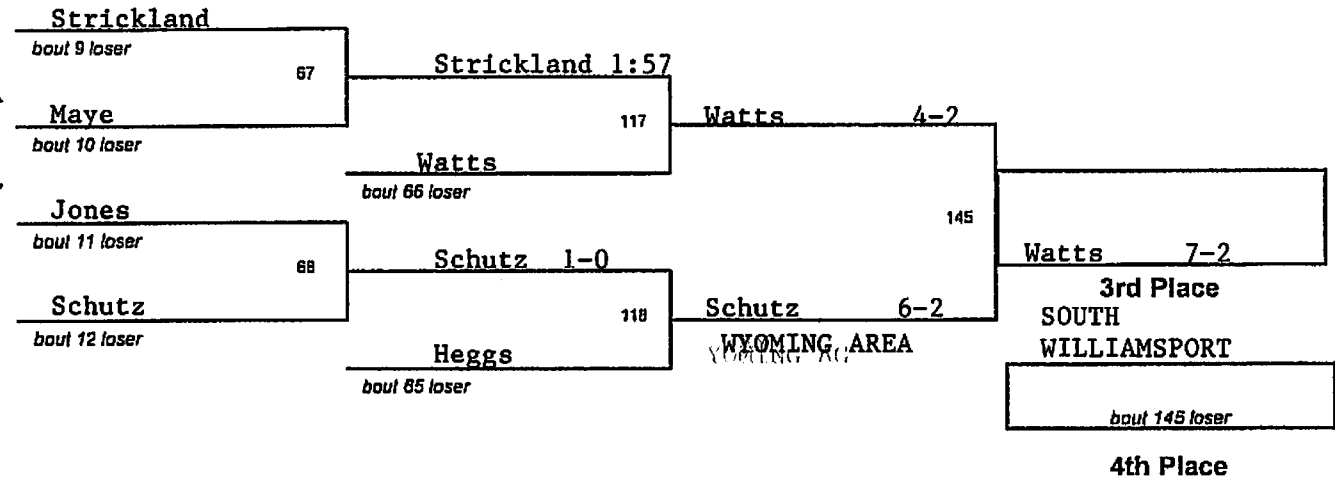 Strickland
bout 9 loser
67
Strickland 1:57
Maye
bout 10 loser
117
Watts 4-2
Watts
bout 66 loser
Jones
bout 11 loser
145
68
Schutz 1-0
Watts 7-2
3rd Place
Schutz
bout 12 loser
118
Schutz 6-2
SOUTH
WYOMING AREA
WILLIAMSPORT
Heggs
bout 65 loser
bout 145 loser
4th Place